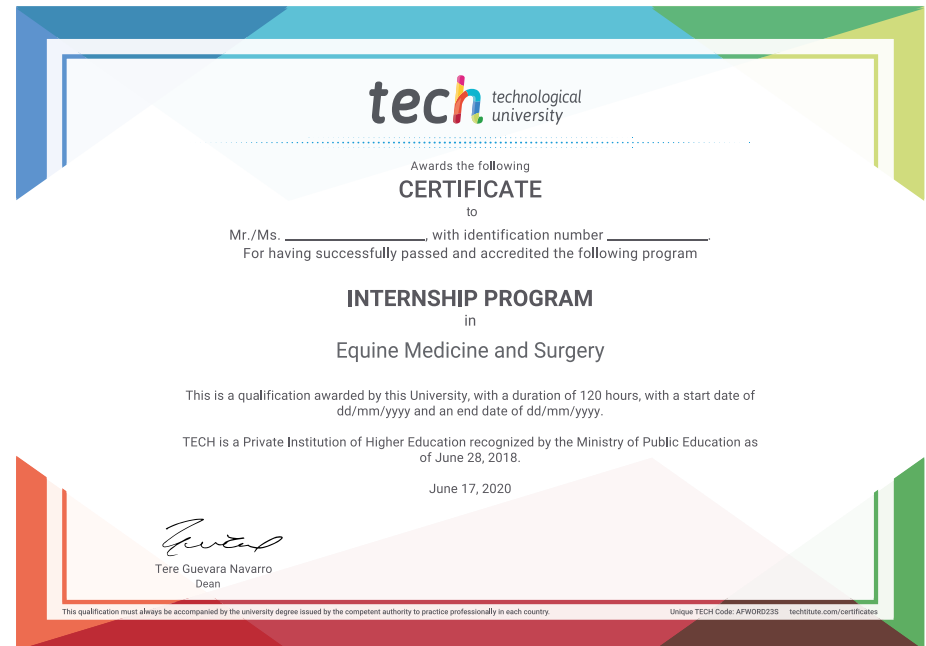 tech technological
university
Awards the following
CERTIFICATE
to
Mr./Ms. ____________________, with identification number ______________.
For having successfully passed and accredited the following program
INTERNSHIP PROGRAM
in
Equine Medicine and Surgery
This is a qualification awarded by this University, with a duration of 120 hours, with a start date of
dd/mm/yyyy and an end date of dd/mm/yyyy.
TECH is a Private Institution of Higher Education recognized by the Ministry of Public Education as
of June 28, 2018.
June 17, 2020
Tere Guevara Navarro
Dean
This qualification must always be accompanied by the university degree issued by the competent authority to practice professionally in each country.
Unique TECH Code: AFWORD23S techtitute.com/certificates